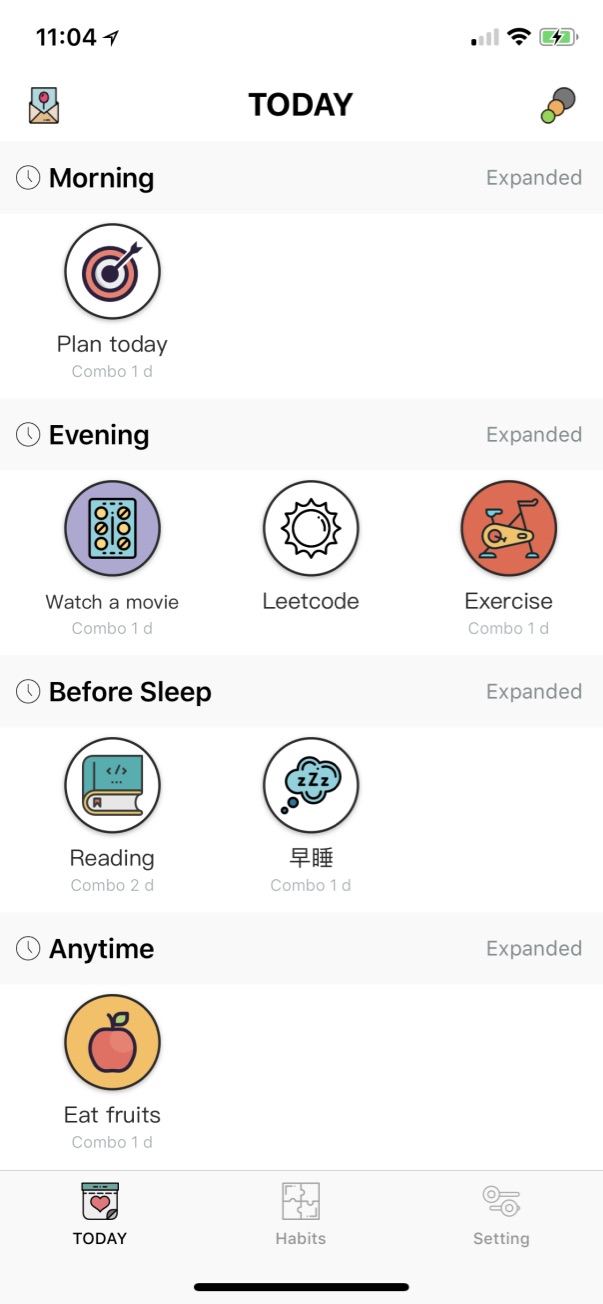 11:04
TODAY
Morning Expanded
Plan today
Combo 1 d
Evening Expanded
Watch a movie Leetcode Exercise
Combo 1 d Combo 1 d
Before Sleep Expanded
</>
zZz
Reading 早睡
Combo 2 d Combo 1 d
Anytime Expanded
Eat fruits
Combo 1 d
TODAY Habits Setting